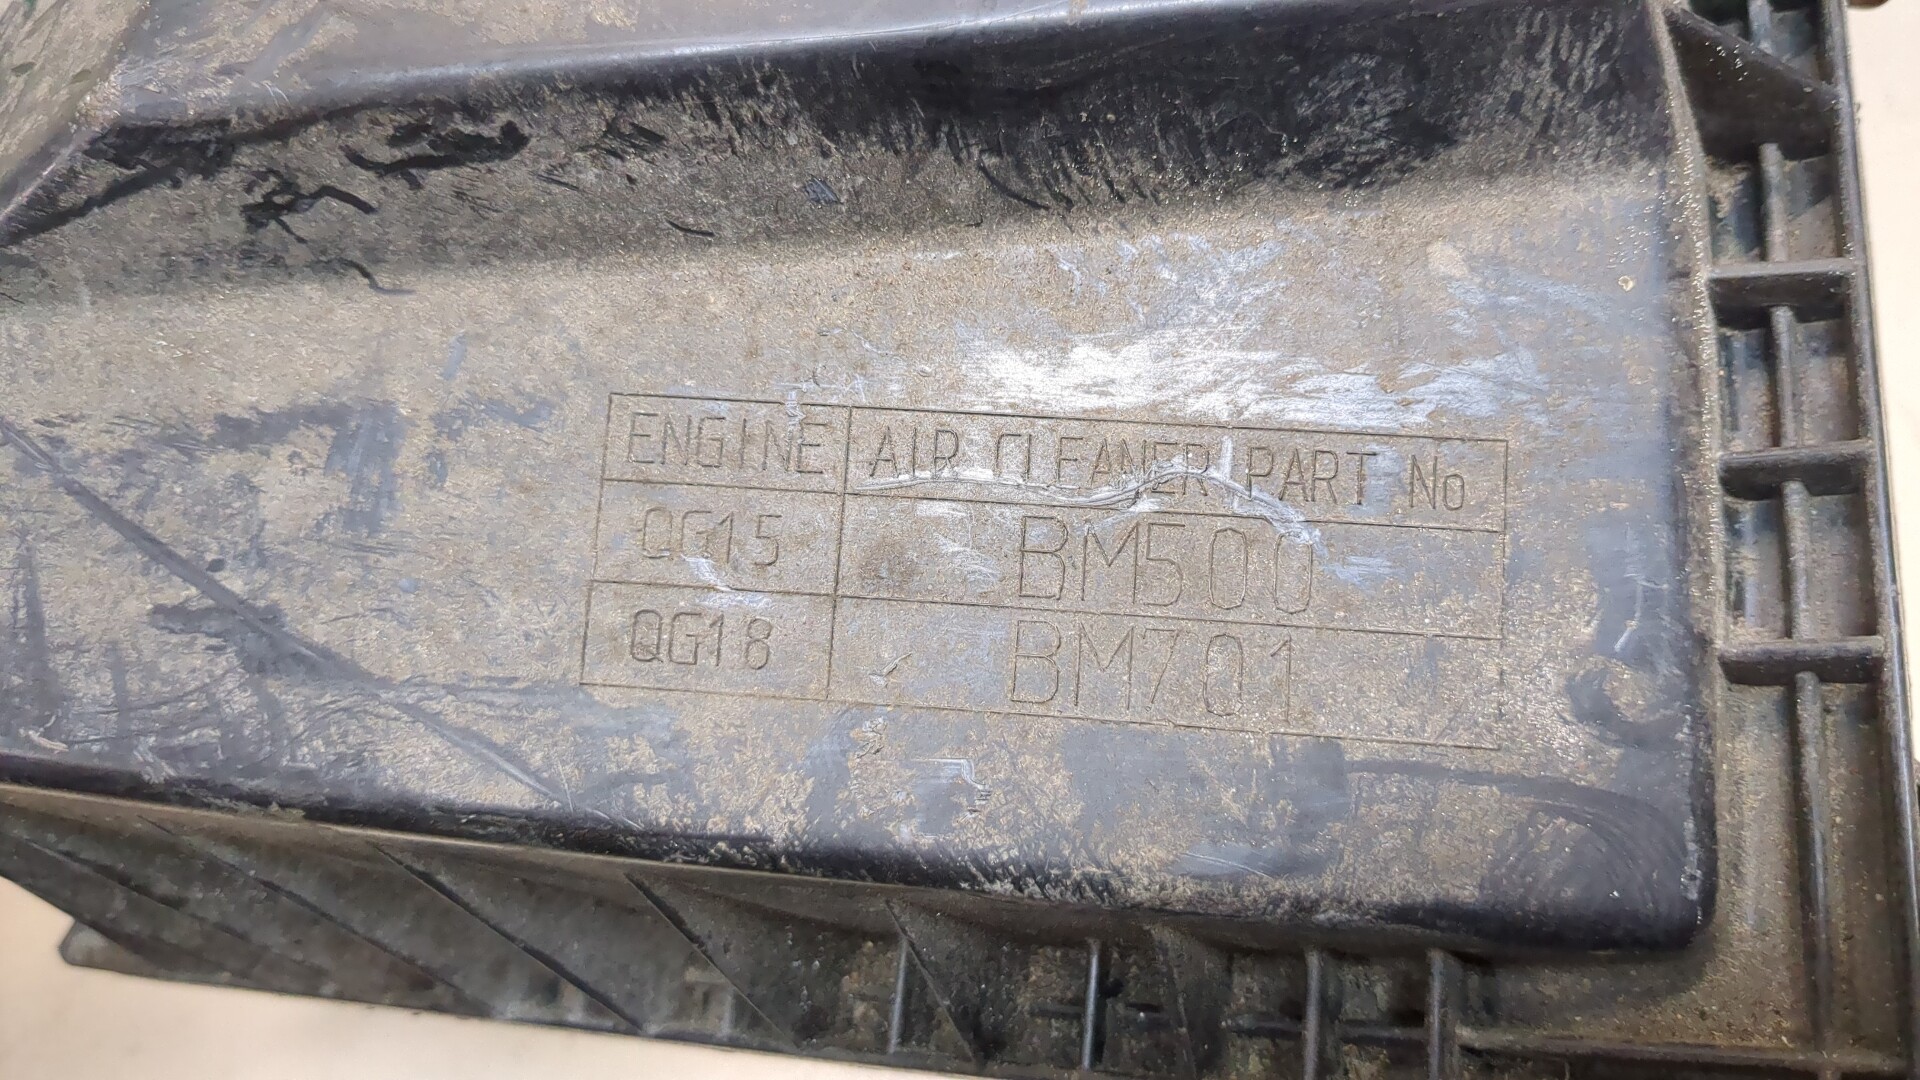 ENGINE AIR CLEANER PART No
QG15 BM500
QG18 BM701